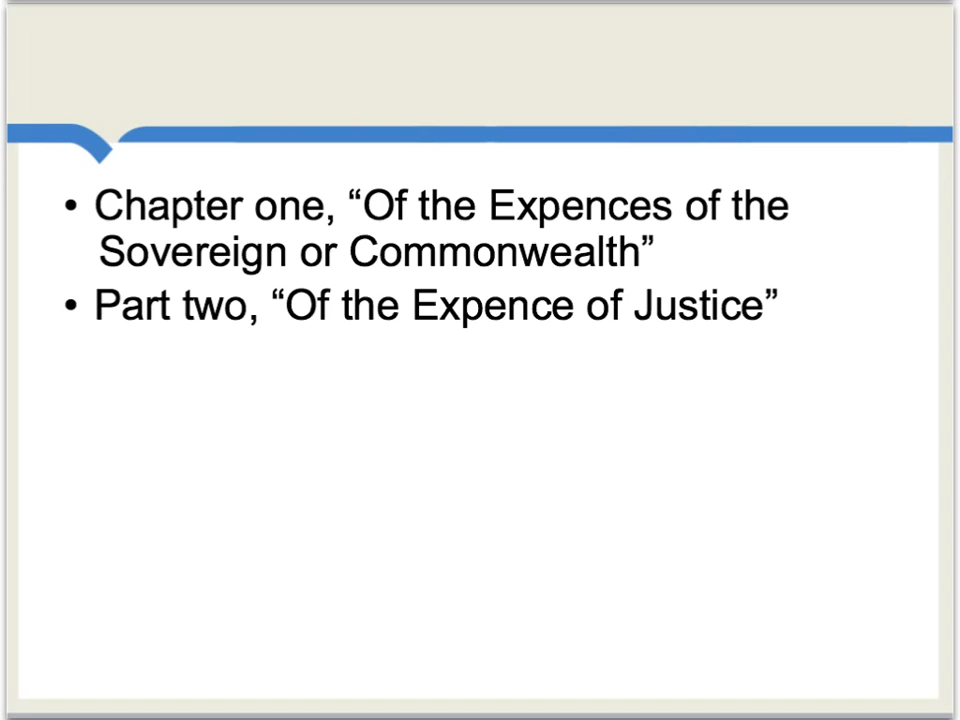 • Chapter one, “Of the Expences of the
Sovereign or Commonwealth”
• Part two, “Of the Expence of Justice”